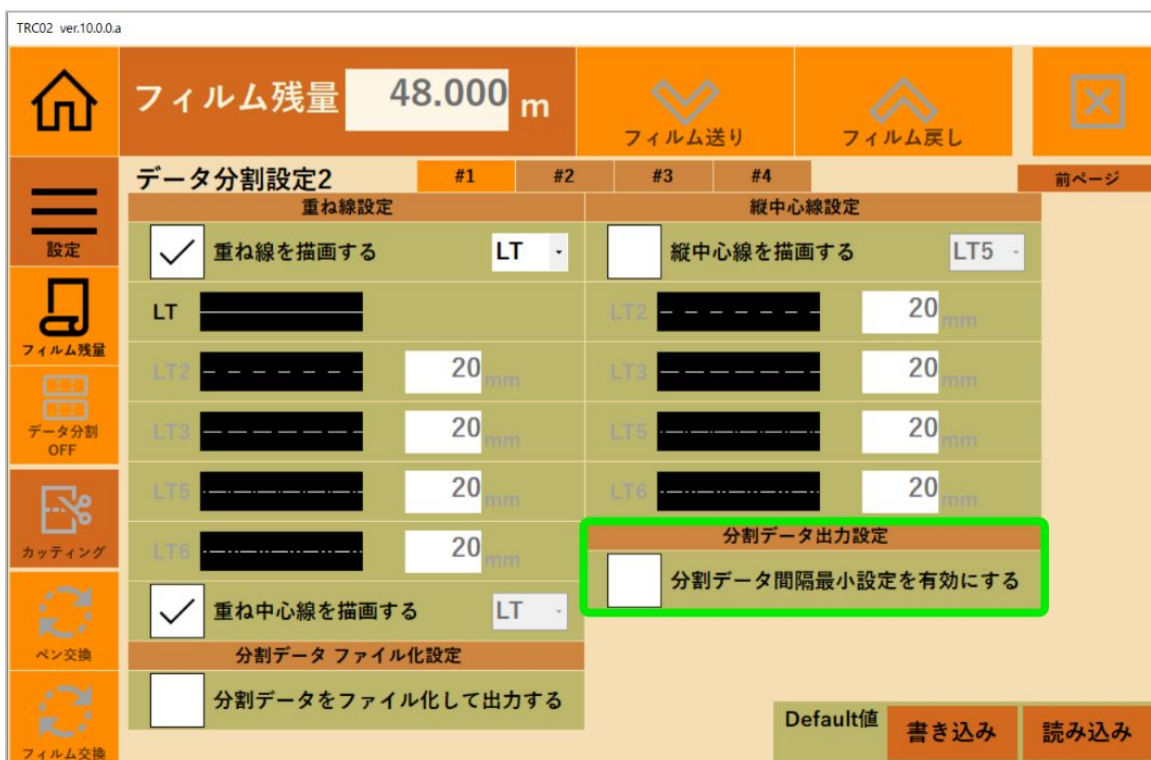 TRC02 ver.10.0.0.a
フィルム残量 48.000 m
フィルム送り
フィルム戻し
設定
フィルム残量
データ分割
OFF
カッティング
ペン交換
フィルム交換
データ分割設定2
#1 #2 #3 #4
前ページ
重ね線設定
重ね線を描画する LT
LT
LT2 20 mm
LT3 20 mm
LT5 20 mm
LT6 20 mm
重ね中心線を描画する LT
分割データ ファイル化設定
分割データをファイル化して出力する
縦中心線設定
縦中心線を描画する LT5
LT2 20 mm
LT3 20 mm
LT5 20 mm
LT6 20 mm
分割データ出力設定
分割データ間隔最小設定を有効にする
Default値
書き込み
読み込み